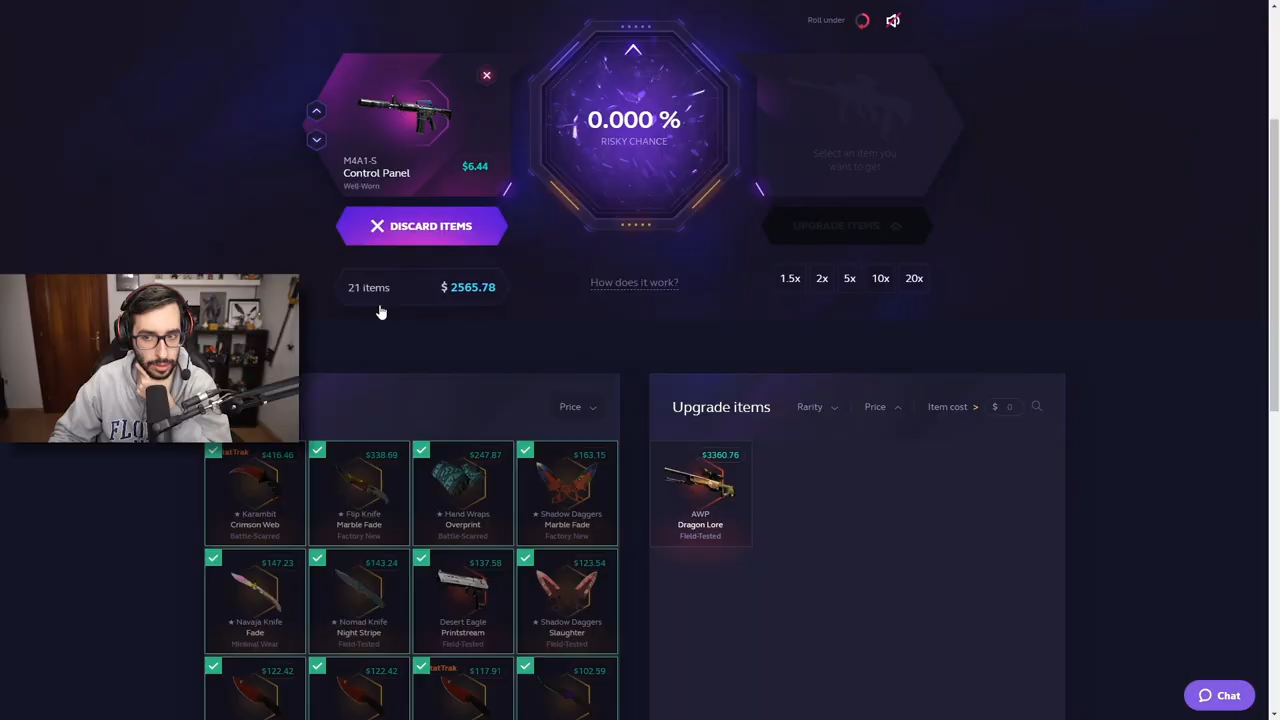 Roll under
0.000 %
RISKY CHANCE
M4A1-S
Control Panel
Well-Worn
$6.44
Select an item you
want to get
DISCARD ITEMS
UPGRADE ITEMS
21 items
$ 2565.78
How does it work?
1.5x 2x 5x 10x 20x
Price
Upgrade items
Rarity
Price
Item cost >
$ 0
$416.46
★ Karambit
Crimson Web
Battle-Scarred
$338.69
★ Flip Knife
Marble Fade
Factory New
$247.87
★ Hand Wraps
Overprint
Battle-Scarred
$163.15
★ Shadow Daggers
Marble Fade
Factory New
$3360.76
AWP
Dragon Lore
Field-Tested
$147.23
★ Navaja Knife
Fade
Minimal Wear
$143.24
★ Nomad Knife
Night Stripe
Field-Tested
$137.58
Desert Eagle
Printstream
Field-Tested
$123.54
★ Shadow Daggers
Slaughter
Field-Tested
$122.42
$122.42
$117.91
$102.59
FLO
Chat